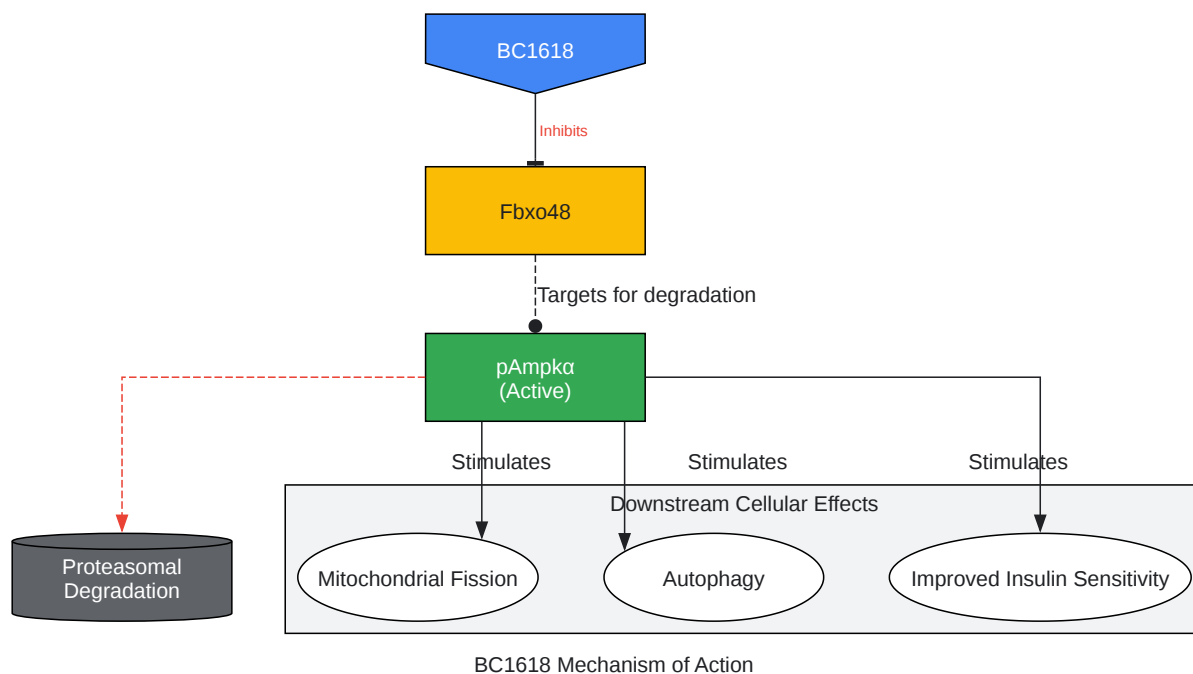 BC1618
Inhibits
Fbxo48
Targets for degradation
pAmpkα
(Active)
Stimulates
Stimulates
Stimulates
Downstream Cellular Effects
Proteasomal
Degradation
Mitochondrial Fission
Autophagy
Improved Insulin Sensitivity
BC1618 Mechanism of Action